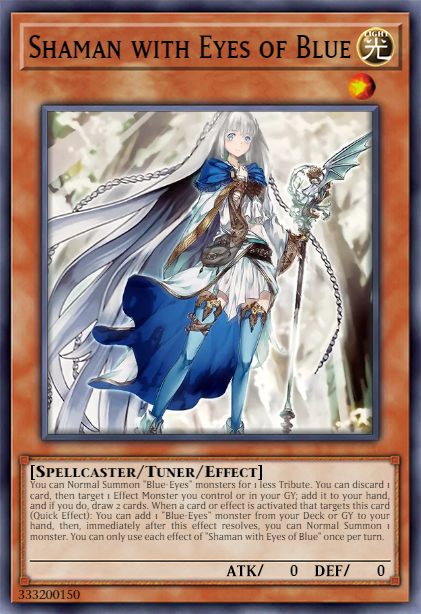 Shaman with Eyes of Blue
LIGHT
光
[Spellcaster/Tuner/Effect]
You can Normal Summon "Blue-Eyes" monsters for 1 less Tribute. You can discard 1
card, then target 1 Effect Monster you control or in your GY; add it to your hand,
and if you do, draw 2 cards. When a card or effect is activated that targets this card
(Quick Effect): You can add 1 "Blue-Eyes" monster from your Deck or GY to your
hand, then, immediately after this effect resolves, you can Normal Summon 1
monster. You can only use each effect of "Shaman with Eyes of Blue" once per turn.
ATK/ 0 DEF/ 0
333200150